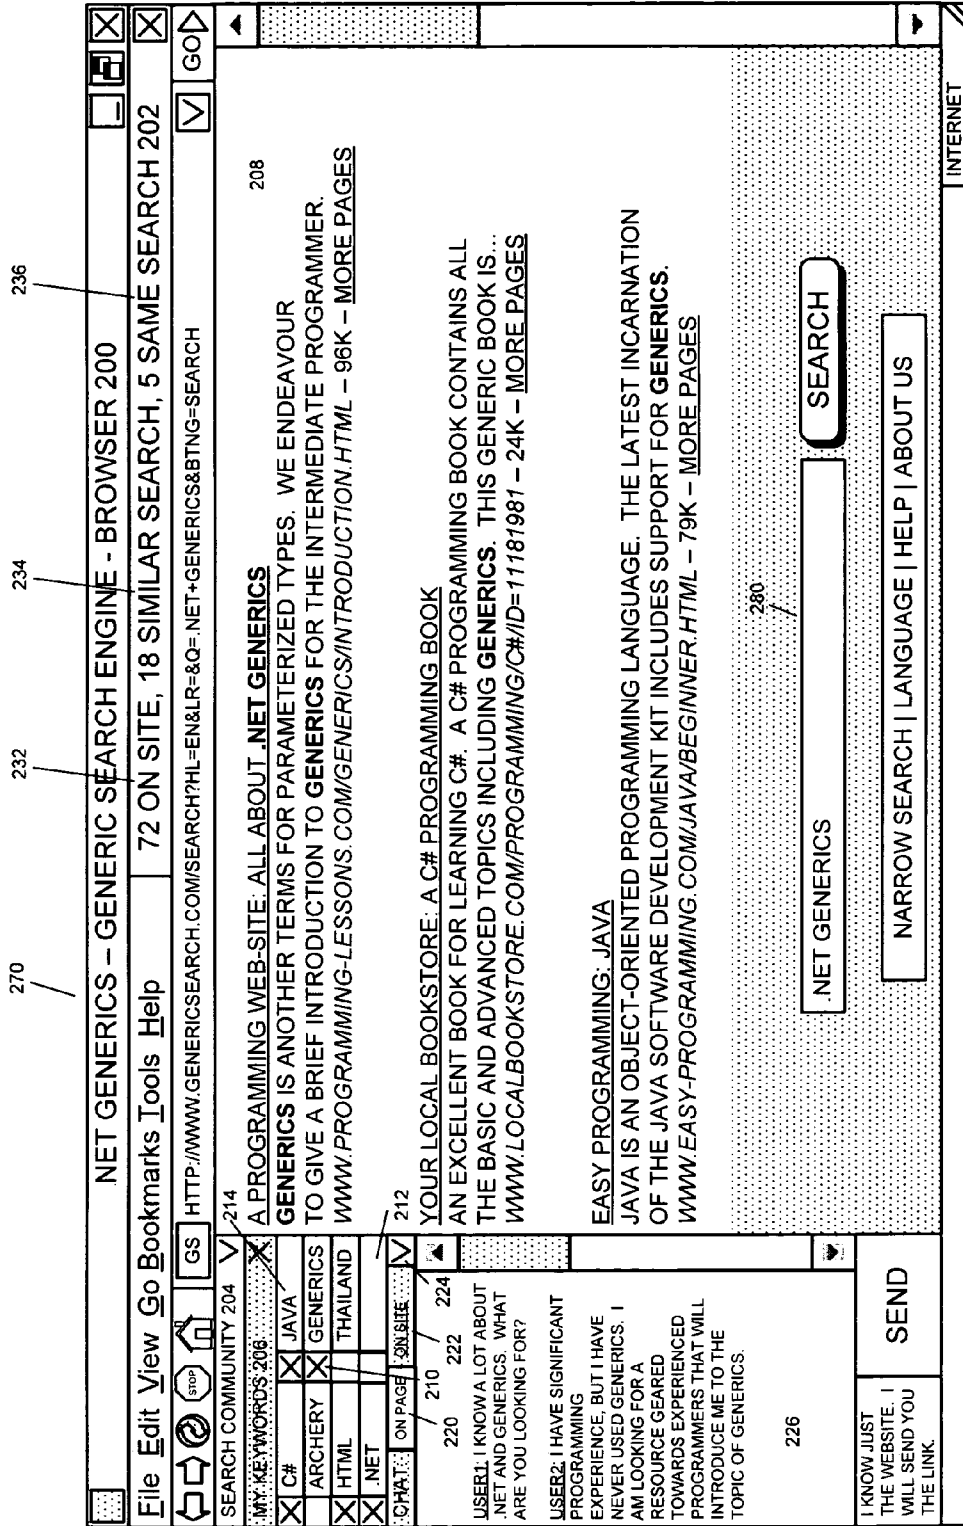 270
232
234
236
.NET GENERICS – GENERIC SEARCH ENGINE - BROWSER 200
File Edit View Go Bookmarks Tools Help
72 ON SITE, 18 SIMILAR SEARCH, 5 SAME SEARCH 202
STOP
GS
HTTP://WWW.GENERICSEARCH.COM/SEARCH?HL=EN&LR=&Q=.NET+GENERICS&BTNG=SEARCH
GO
SEARCH COMMUNITY 204
214
MY KEYWORDS 206
C#
JAVA
ARCHERY
GENERICS
HTML
THAILAND
.NET
210
212
CHAT:
ON PAGE
ON SITE
220
222
224
USER1: I KNOW A LOT ABOUT
.NET AND GENERICS. WHAT
ARE YOU LOOKING FOR?
USER2: I HAVE SIGNIFICANT
PROGRAMMING
EXPERIENCE, BUT I HAVE
NEVER USED GENERICS. I
AM LOOKING FOR A
RESOURCE GEARED
TOWARDS EXPERIENCED
PROGRAMMERS THAT WILL
INTRODUCE ME TO THE
TOPIC OF GENERICS.
226
I KNOW JUST
THE WEBSITE. I
WILL SEND YOU
THE LINK.
SEND
208
A PROGRAMMING WEB-SITE: ALL ABOUT .NET GENERICS
GENERICS IS ANOTHER TERMS FOR PARAMETERIZED TYPES. WE ENDEAVOUR
TO GIVE A BRIEF INTRODUCTION TO GENERICS FOR THE INTERMEDIATE PROGRAMMER.
WWW.PROGRAMMING-LESSONS.COM/GENERICS/INTRODUCTION.HTML – 96K – MORE PAGES
YOUR LOCAL BOOKSTORE: A C# PROGRAMMING BOOK
AN EXCELLENT BOOK FOR LEARNING C#. A C# PROGRAMMING BOOK CONTAINS ALL
THE BASIC AND ADVANCED TOPICS INCLUDING GENERICS. THIS GENERIC BOOK IS...
WWW.LOCALBOOKSTORE.COM/PROGRAMMING/C#/ID=11181981 – 24K – MORE PAGES
EASY PROGRAMMING: JAVA
JAVA IS AN OBJECT-ORIENTED PROGRAMMING LANGUAGE. THE LATEST INCARNATION
OF THE JAVA SOFTWARE DEVELOPMENT KIT INCLUDES SUPPORT FOR GENERICS.
WWW.EASY-PROGRAMMING.COM/JAVA/BEGINNER.HTML – 79K – MORE PAGES
280
.NET GENERICS
SEARCH
NARROW SEARCH | LANGUAGE | HELP | ABOUT US
INTERNET